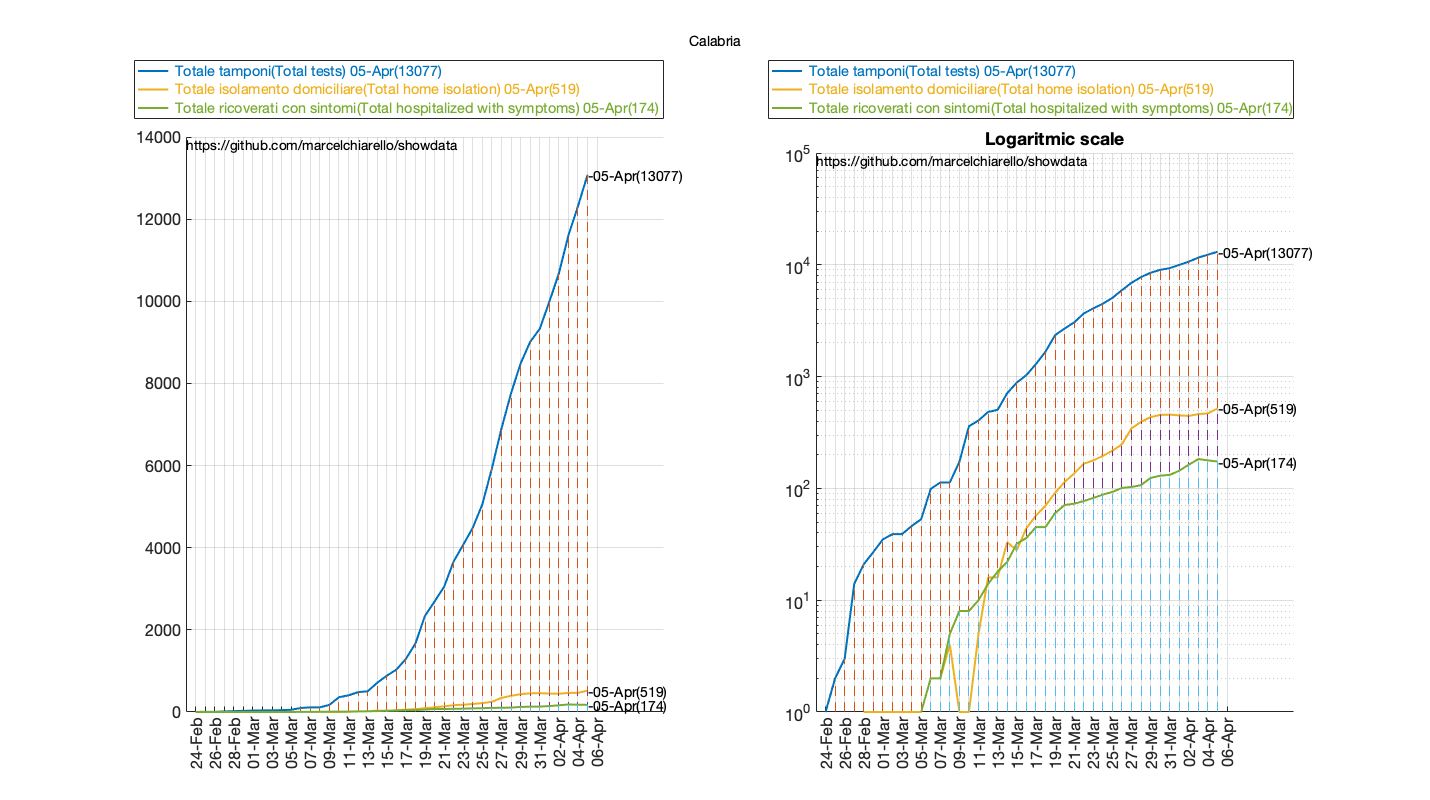 Calabria
Totale tamponi(Total tests) 05-Apr(13077)
Totale isolamento domiciliare(Total home isolation) 05-Apr(519)
Totale ricoverati con sintomi(Total hospitalized with symptoms) 05-Apr(174)
https://github.com/marcelchiarello/showdata
14000
12000
10000
8000
6000
4000
2000
0
-05-Apr(13077)
-05-Apr(519)
-05-Apr(174)
24-Feb
26-Feb
28-Feb
01-Mar
03-Mar
05-Mar
07-Mar
09-Mar
11-Mar
13-Mar
15-Mar
17-Mar
19-Mar
21-Mar
23-Mar
25-Mar
27-Mar
29-Mar
31-Mar
02-Apr
04-Apr
06-Apr
Totale tamponi(Total tests) 05-Apr(13077)
Totale isolamento domiciliare(Total home isolation) 05-Apr(519)
Totale ricoverati con sintomi(Total hospitalized with symptoms) 05-Apr(174)
Logaritmic scale
https://github.com/marcelchiarello/showdata
10^5
10^4
10^3
10^2
10^1
10^0
-05-Apr(13077)
-05-Apr(519)
-05-Apr(174)
24-Feb
26-Feb
28-Feb
01-Mar
03-Mar
05-Mar
07-Mar
09-Mar
11-Mar
13-Mar
15-Mar
17-Mar
19-Mar
21-Mar
23-Mar
25-Mar
27-Mar
29-Mar
31-Mar
02-Apr
04-Apr
06-Apr